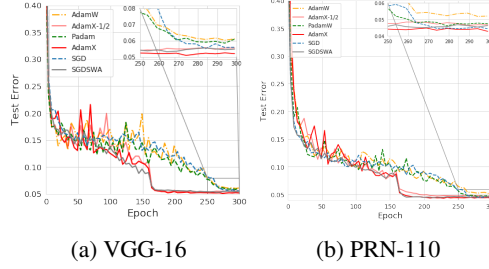 AdamW
AdamX-1/2
Padam
AdamX
SGD
SGDSWA
0.08
0.07
0.06
0.05
250 260 270 280 290 300
0.40
0.35
0.30
0.25
0.20
0.15
0.10
0.05
0 50 100 150 200 250 300
Test Error
Epoch
(a) VGG-16
AdamW
AdamX-1/2
PadamW
AdamX
SGD
SGDSWA
0.06
0.05
0.04
250 260 270 280 290 300
0.40
0.35
0.30
0.25
0.20
0.15
0.10
0.05
0 50 100 150 200 250 300
Test Error
Epoch
(b) PRN-110